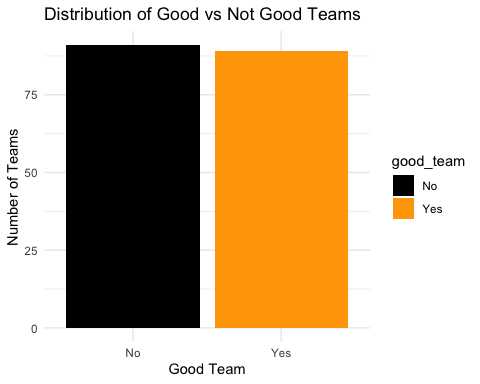 Distribution of Good vs Not Good Teams
Number of Teams
75
50
25
0
No
Yes
Good Team
good_team
No
Yes